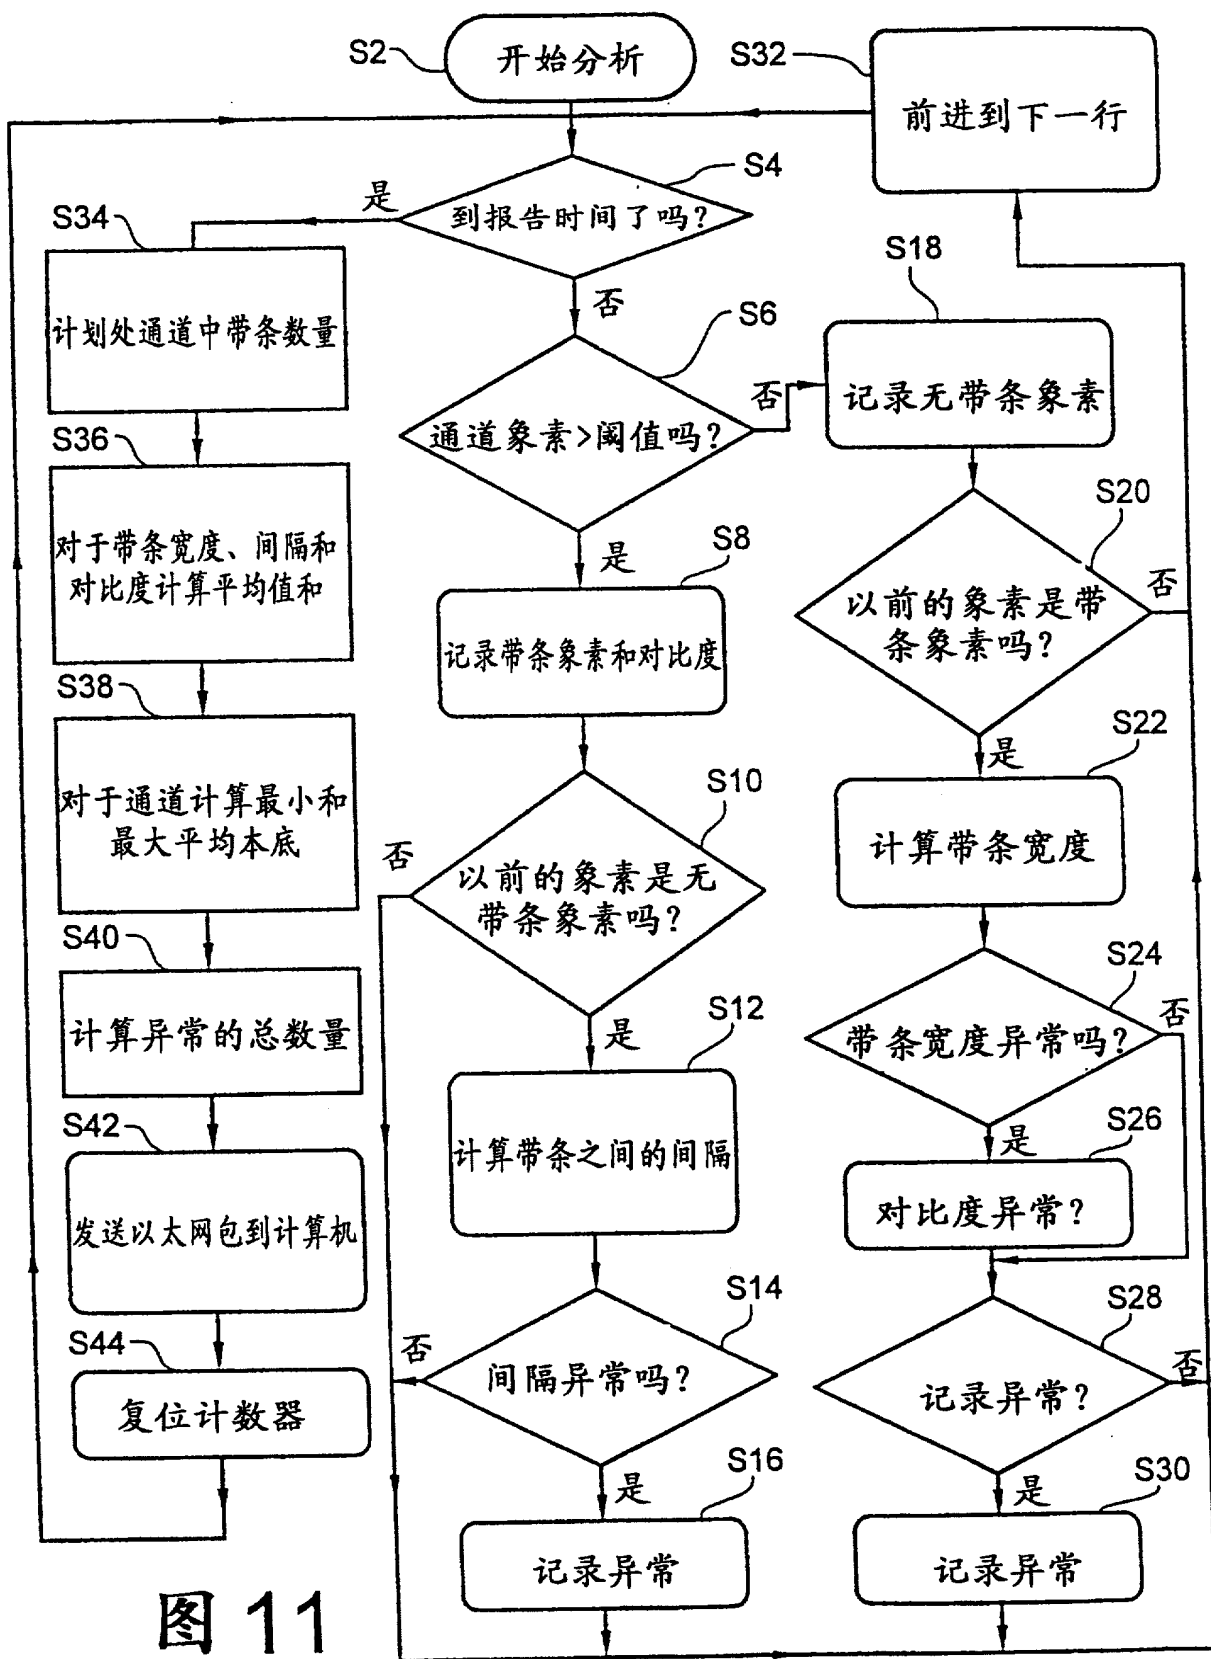 S2
开始分析
S32
前进到下一行
S4
是
到报告时间了吗?
否
S34
计划处通道中带条数量
S36
对于带条宽度、间隔和
对比度计算平均值和
S38
对于通道计算最小和
最大平均本底
S40
计算异常的总数量
S42
发送以太网包到计算机
S44
复位计数器
S6
否
通道象素>阈值吗?
是
S8
记录带条象素和对比度
S10
否
以前的象素是无
带条象素吗?
是
S12
计算带条之间的间隔
S14
否
间隔异常吗?
是
S16
记录异常
S18
记录无带条象素
S20
否
以前的象素是带
条象素吗?
是
S22
计算带条宽度
S24
否
带条宽度异常吗?
是
S26
对比度异常?
S28
否
记录异常?
是
S30
记录异常
图 11